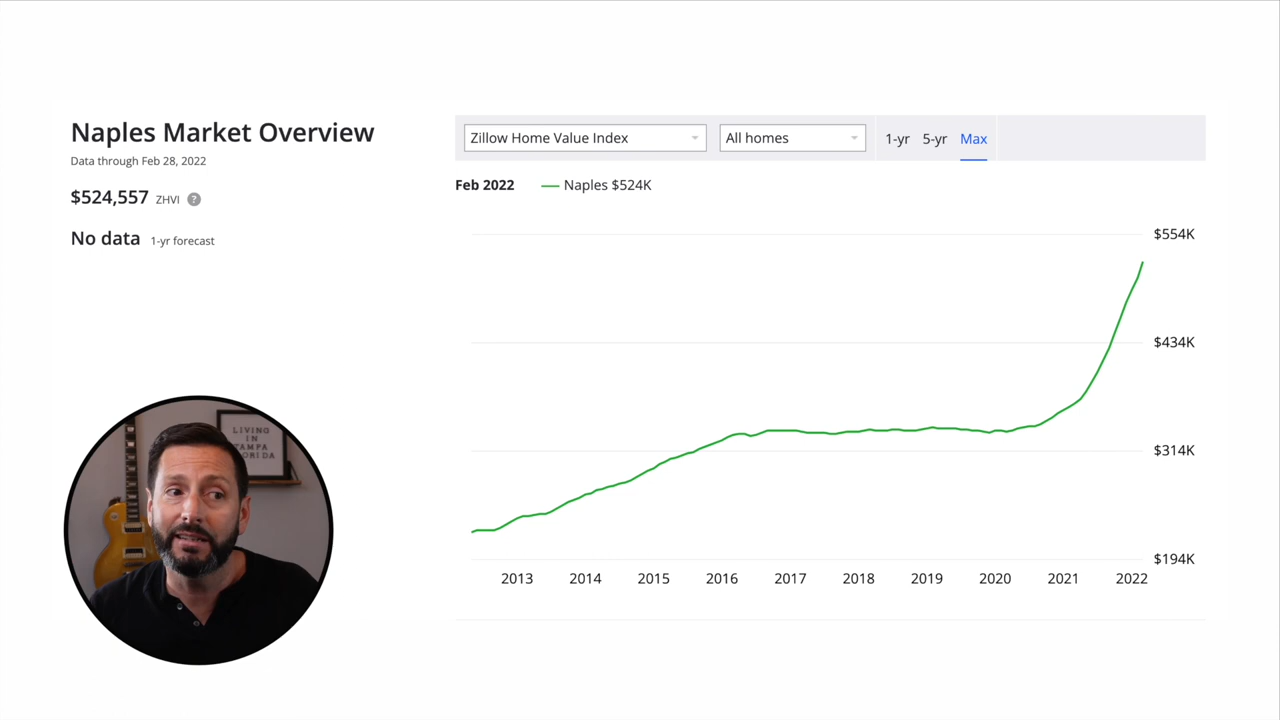 Naples Market Overview
Data through Feb 28, 2022
$524,557 ZHVI ?
No data 1-yr forecast
Zillow Home Value Index All homes 1-yr 5-yr Max
Feb 2022 Naples $524K
$554K
$434K
$314K
$194K
2013 2014 2015 2016 2017 2018 2019 2020 2021 2022
LIVING
IN
TAMPA
FLORIDA